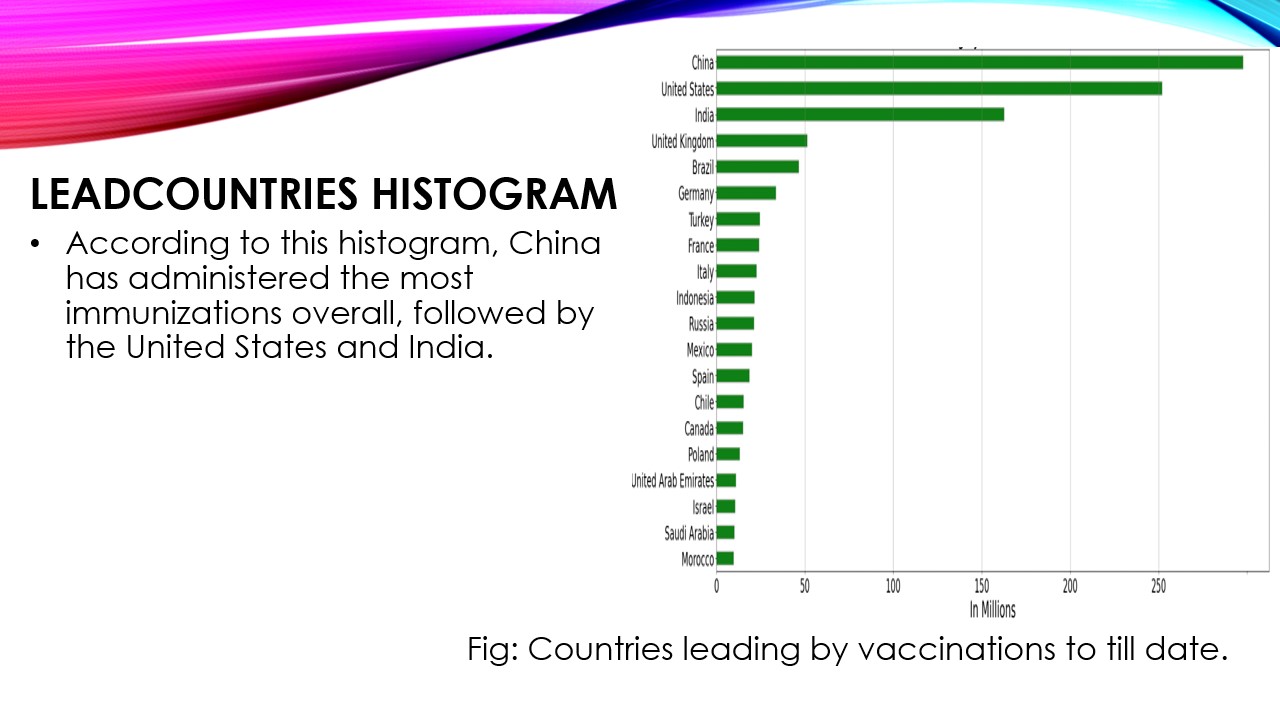 LEADCOUNTRIES HISTOGRAM
• According to this histogram, China
has administered the most
immunizations overall, followed by
the United States and India.
China
United States
India
United Kingdom
Brazil
Germany
Turkey
France
Italy
Indonesia
Russia
Mexico
Spain
Chile
Canada
Poland
United Arab Emirates
Israel
Saudi Arabia
Morocco
0 50 100 150 200 250
In Millions
Fig: Countries leading by vaccinations to till date.